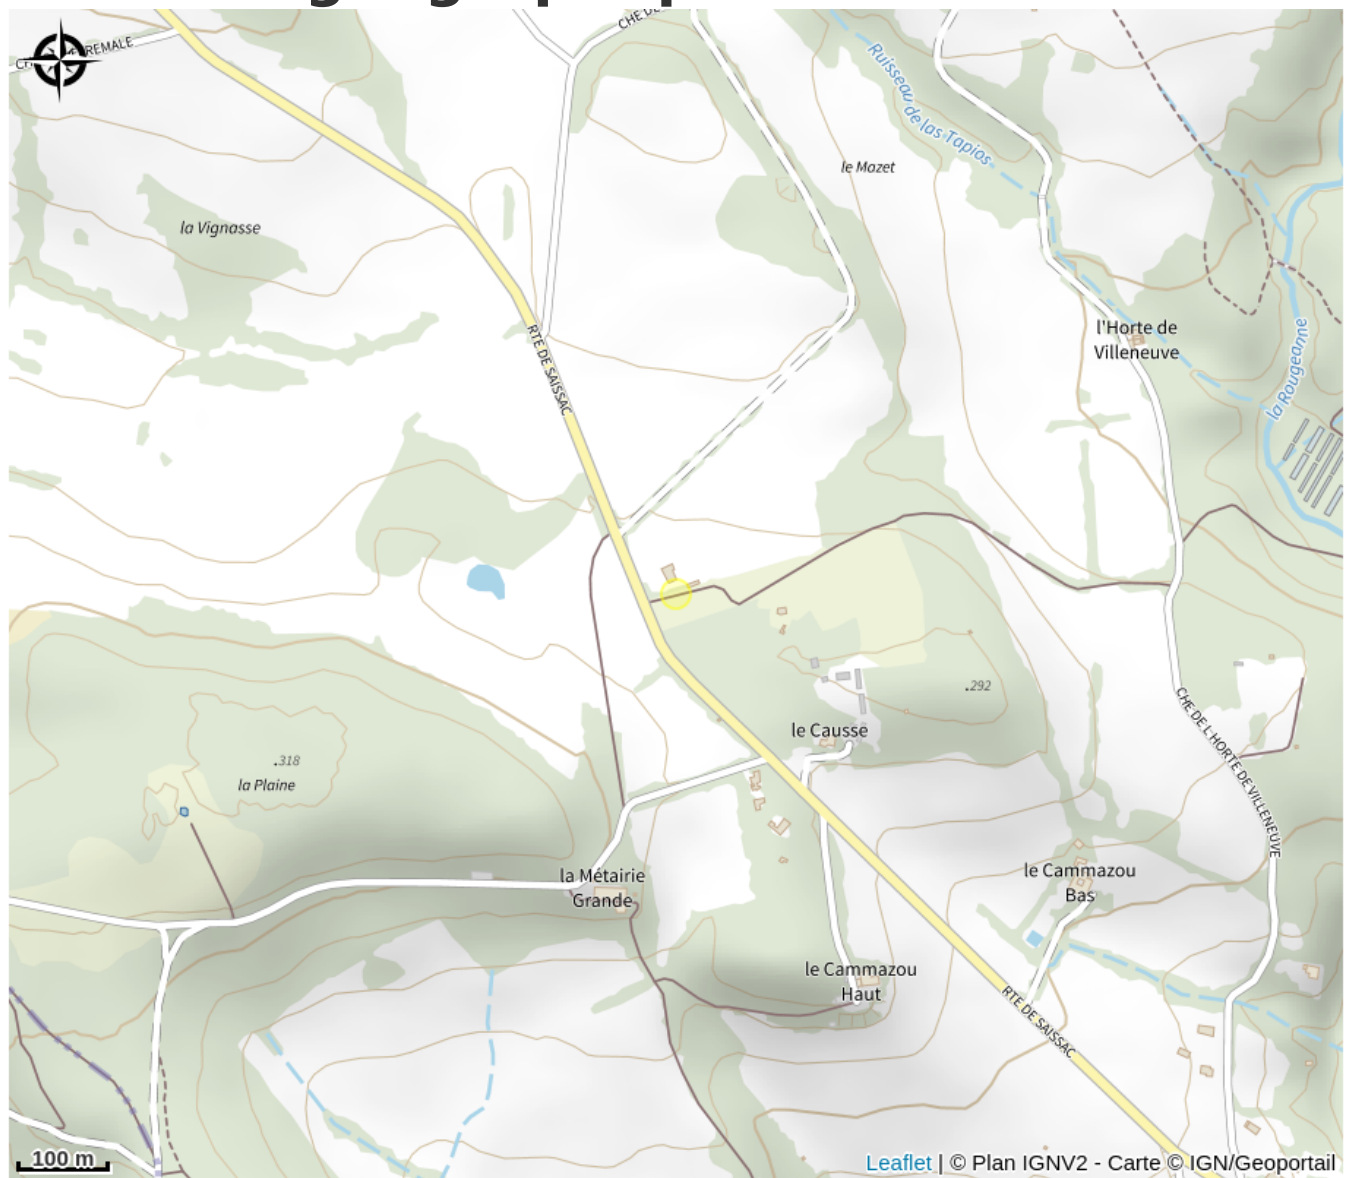 CHE DE
REMALE
Ruisseau de las Tapios
le Mazet
la Vignasse
l'Horte de
Villeneuve
RTE DE SAISSAC
la Rougeanne
.292
CHE DE L HORTE DE VILLENEUVE
le Causse
.318
la Plaine
la Métairie
Grande
le Cammazou
Bas
le Cammazou
Haut
RTE DE SAISSAC
100 m
Leaflet | © Plan IGNV2 - Carte © IGN/Geoportail